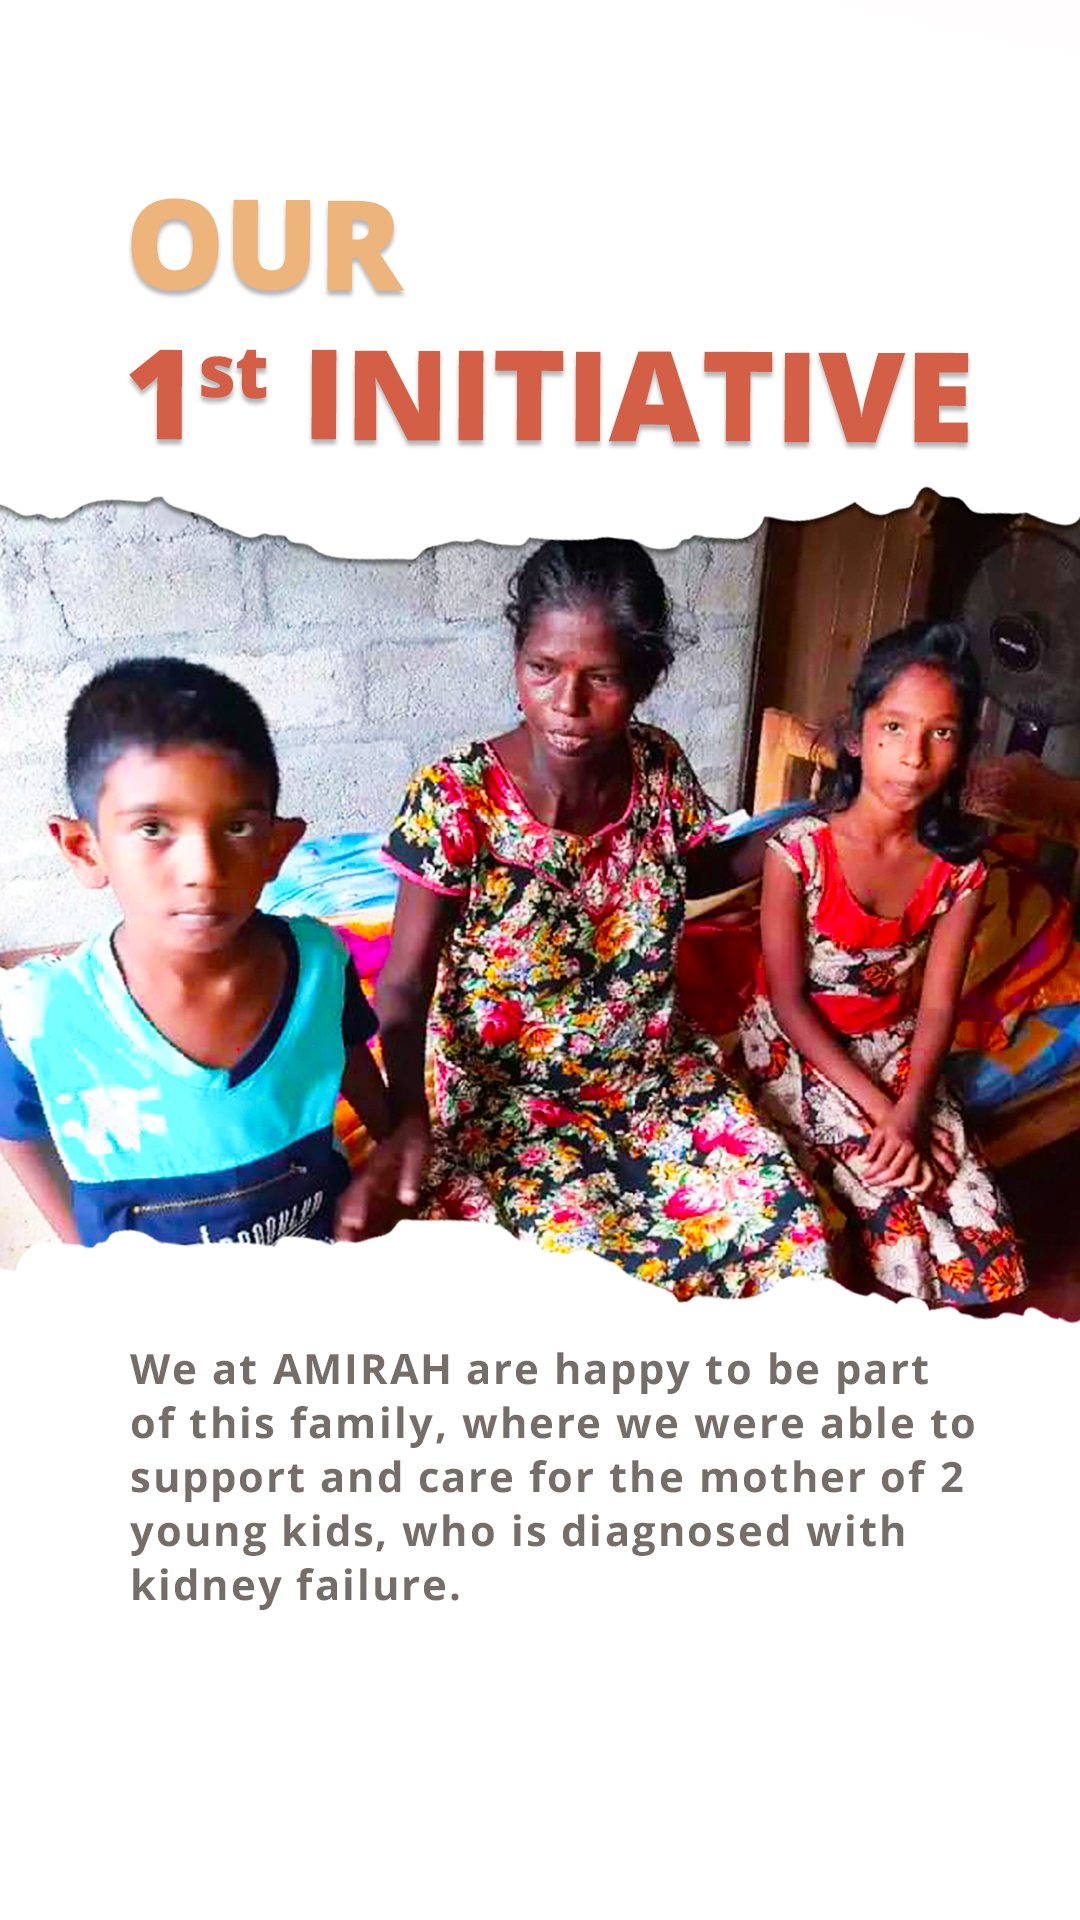 OUR
1st INITIATIVE
We at AMIRAH are happy to be part
of this family, where we were able to
support and care for the mother of 2
young kids, who is diagnosed with
kidney failure.